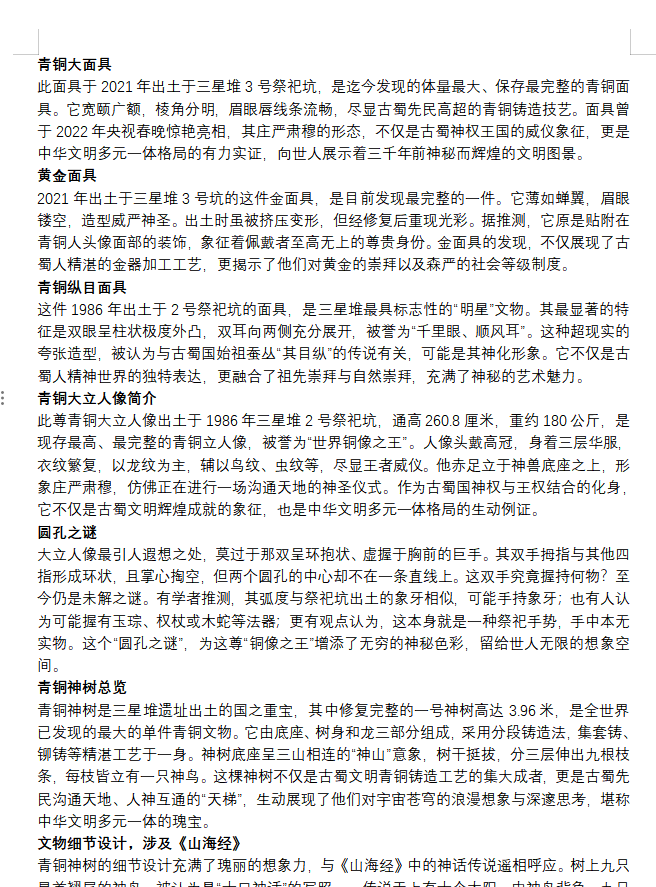 青铜大面具
此面具于 2021 年出土于三星堆 3 号祭祀坑，是迄今发现的体量最大、保存最完整的青铜面
具。它宽颐广额，棱角分明，眉眼唇线条流畅，尽显古蜀先民高超的青铜铸造技艺。面具曾
于 2022 年央视春晚惊艳亮相，其庄严肃穆的形态，不仅是古蜀神权王国的威仪象征，更是
中华文明多元一体格局的有力实证，向世人展示着三千年前神秘而辉煌的文明图景。
黄金面具
2021 年出土于三星堆 3 号坑的这件金面具，是目前发现最完整的一件。它薄如蝉翼，眉眼
镂空，造型威严神圣。出土时虽被挤压变形，但经修复后重现光彩。据推测，它原是贴附在
青铜人头像面部的装饰，象征着佩戴者至高无上的尊贵身份。金面具的发现，不仅展现了古
蜀人精湛的金器加工工艺，更揭示了他们对黄金的崇拜以及森严的社会等级制度。
青铜纵目面具
这件 1986 年出土于 2 号祭祀坑的面具，是三星堆最具标志性的“明星”文物。其最显著的特
征是双眼呈柱状极度外凸，双耳向两侧充分展开，被誉为“千里眼、顺风耳”。这种超现实的
夸张造型，被认为与古蜀国始祖蚕丛“其目纵”的传说有关，可能是其神化形象。它不仅是古
蜀人精神世界的独特表达，更融合了祖先崇拜与自然崇拜，充满了神秘的艺术魅力。
青铜大立人像简介
此尊青铜大立人像出土于 1986 年三星堆 2 号祭祀坑，通高 260.8 厘米，重约 180 公斤，是
现存最高、最完整的青铜立人像，被誉为“世界铜像之王”。人像头戴高冠，身着三层华服，
衣纹繁复，以龙纹为主，辅以鸟纹、虫纹等，尽显王者威仪。他赤足立于神兽底座之上，形
象庄严肃穆，仿佛正在进行一场沟通天地的神圣仪式。作为古蜀国神权与王权结合的化身，
它不仅是古蜀文明辉煌成就的象征，也是中华文明多元一体格局的生动例证。
圆孔之谜
大立人像最引人遐想之处，莫过于那双呈环抱状、虚握于胸前的巨手。其双手拇指与其他四
指形成环状，且掌心掏空，但两个圆孔的中心却不在一条直线上。这双手究竟握持何物？至
今仍是未解之谜。有学者推测，其弧度与祭祀坑出土的象牙相似，可能手持象牙；也有人认
为可能握有玉琮、权杖或木蛇等法器；更有观点认为，这本身就是一种祭祀手势，手中本无
实物。这个“圆孔之谜”，为这尊“铜像之王”增添了无穷的神秘色彩，留给世人无限的想象空
间。
青铜神树总览
青铜神树是三星堆遗址出土的国之重宝，其中修复完整的一号神树高达 3.96 米，是全世界
已发现的最大的单件青铜文物。它由底座、树身和龙三部分组成，采用分段铸造法，集套铸、
铆铸等精湛工艺于一身。神树底座呈三山相连的“神山”意象，树干挺拔，分三层伸出九根枝
条，每枝皆立有一只神鸟。这棵神树不仅是古蜀文明青铜铸造工艺的集大成者，更是古蜀先
民沟通天地、人神互通的“天梯”，生动展现了他们对宇宙苍穹的浪漫想象与深邃思考，堪称
中华文明多元一体的瑰宝。
文物细节设计，涉及《山海经》
青铜神树的细节设计充满了瑰丽的想象力，与《山海经》中的神话传说遥相呼应。树上九只